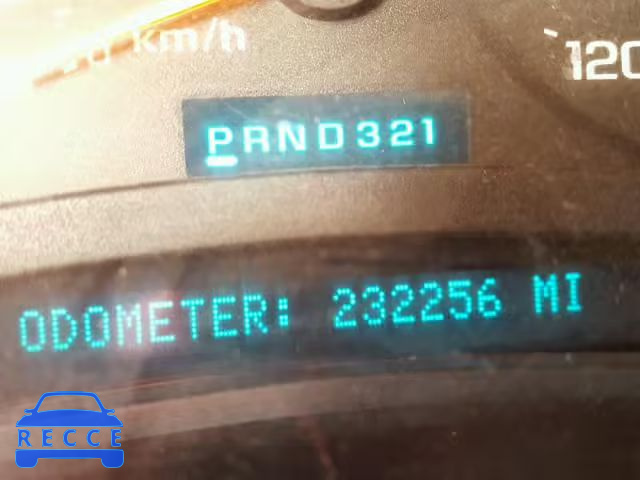 km/h
120
PRND321
ODOMETER: 232256 MI
RECCE